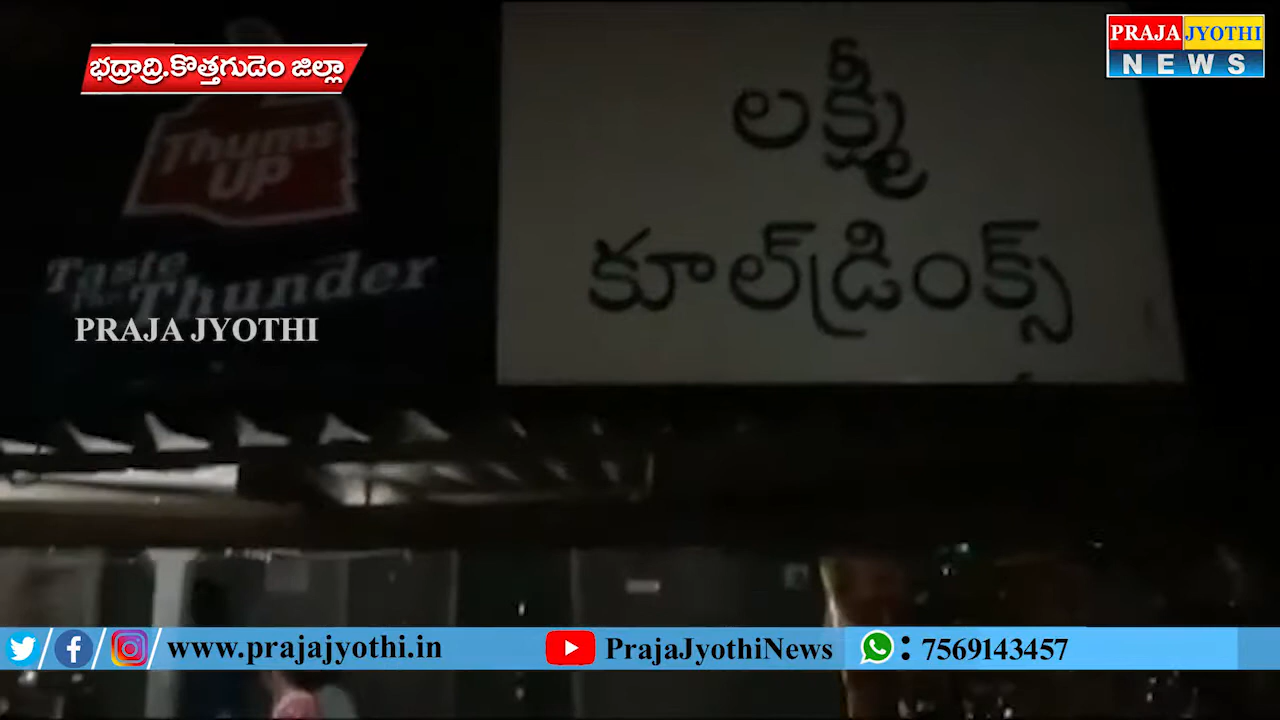 భద్రాద్రి.కొత్తగుడెం జిల్లా
PRAJA JYOTHI
NEWS
Thums
UP
Taste
The Thunder
PRAJA JYOTHI
లక్ష్మీ
కూల్‌డ్రింక్స్
www.prajajyothi.in
PrajaJyothiNews
: 7569143457